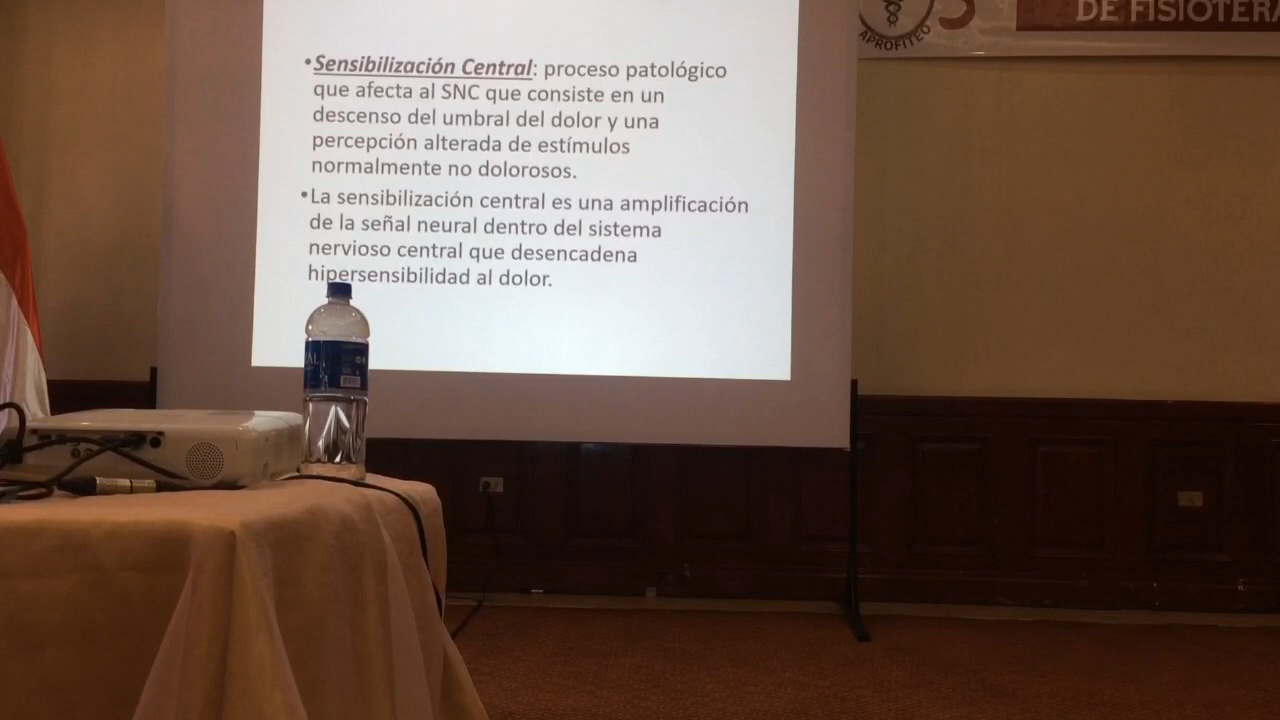 •Sensibilización Central: proceso patológico
que afecta al SNC que consiste en un
descenso del umbral del dolor y una
percepción alterada de estímulos
normalmente no dolorosos.
•La sensibilización central es una amplificación
de la señal neural dentro del sistema
nervioso central que desencadena
hipersensibilidad al dolor.
APROFITEO
DE FISIOTERA